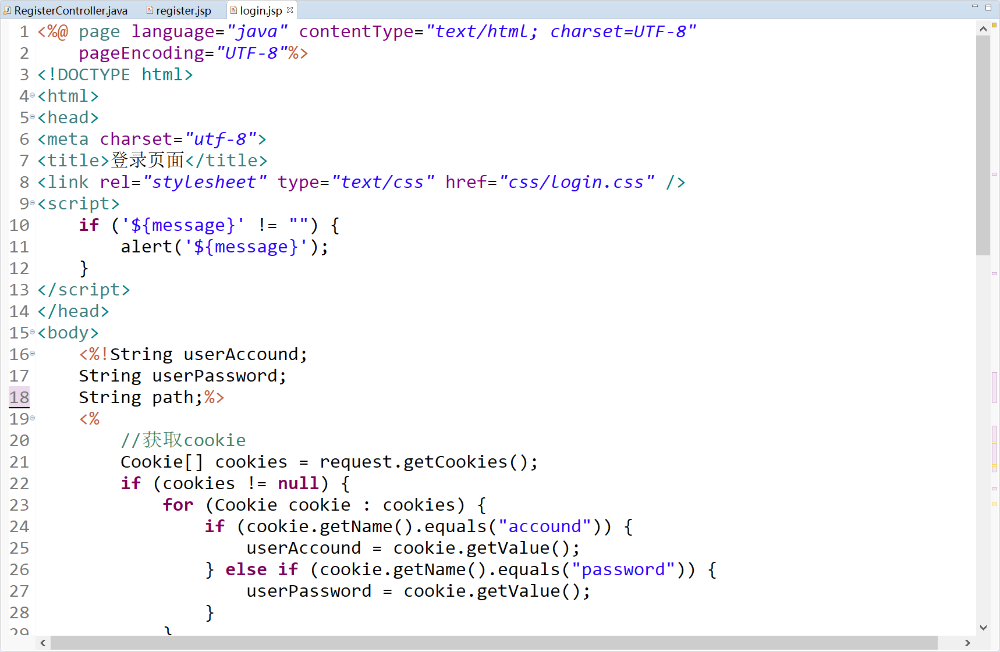 RegisterController.java register.jsp login.jsp
1 <%@ page language="java" contentType="text/html; charset=UTF-8"
2     pageEncoding="UTF-8"%>
3 <!DOCTYPE html>
4 <html>
5 <head>
6 <meta charset="utf-8">
7 <title>登录页面</title>
8 <link rel="stylesheet" type="text/css" href="css/login.css" />
9 <script>
10     if ('${message}' != "") {
11         alert('${message}');
12     }
13 </script>
14 </head>
15 <body>
16     <%!String userAccound;
17     String userPassword;
18     String path;%>
19     <%
20         //获取cookie
21         Cookie[] cookies = request.getCookies();
22         if (cookies != null) {
23             for (Cookie cookie : cookies) {
24                 if (cookie.getName().equals("accound")) {
25                     userAccound = cookie.getValue();
26                 } else if (cookie.getName().equals("password")) {
27                     userPassword = cookie.getValue();
28                 }
29             }